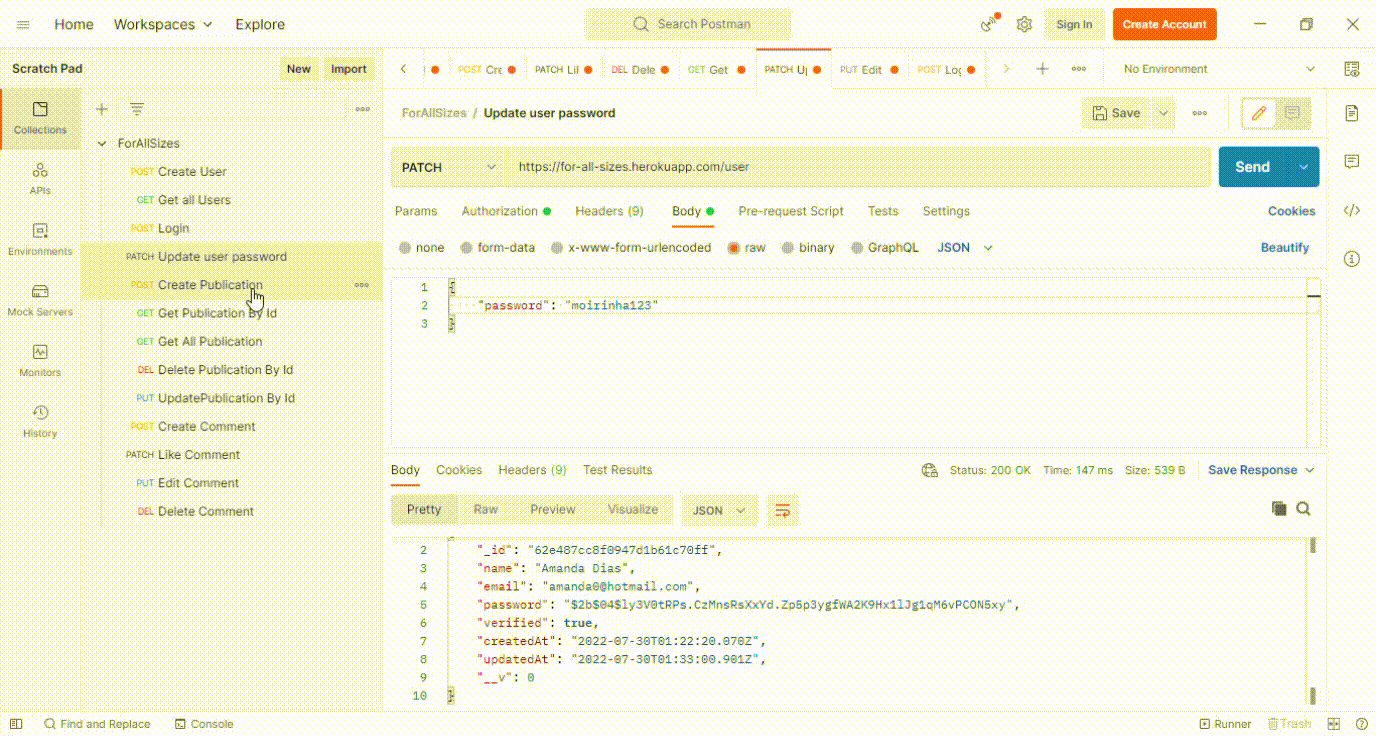 Home Workspaces Explore Search Postman Sign In Create Account
Scratch Pad New Import
POST Cre PATCH Lil DEL Dele GET Get PATCH Up PUT Edit POST Log No Environment
Collections
APIs
Environments
Mock Servers
Monitors
History
ForAllSizes
POST Create User
GET Get all Users
POST Login
PATCH Update user password
POST Create Publication
GET Get Publication By Id
GET Get All Publication
DEL Delete Publication By Id
PUT UpdatePublication By Id
POST Create Comment
PATCH Like Comment
PUT Edit Comment
DEL Delete Comment
ForAllSizes / Update user password Save
PATCH https://for-all-sizes.herokuapp.com/user Send
Params Authorization Headers (9) Body Pre-request Script Tests Settings Cookies
none form-data x-www-form-urlencoded raw binary GraphQL JSON Beautify
1 {
2 "password": "moirinha123"
3 }
Body Cookies Headers (9) Test Results Status: 200 OK Time: 147 ms Size: 539 B Save Response
Pretty Raw Preview Visualize JSON
2 "_id": "62e487cc8f0947d1b61c70ff",
3 "name": "Amanda Dias",
4 "email": "amanda0@hotmail.com",
5 "password": "$2b$04$ly3V0tRPs.CzMnsRsXxYd.Zp5p3ygfWA2K9Hx1lJg1qM6vPCON5xy",
6 "verified": true,
7 "createdAt": "2022-07-30T01:22:20.070Z",
8 "updatedAt": "2022-07-30T01:33:00.901Z",
9 "__v": 0
10 }
Find and Replace Console Runner Trash